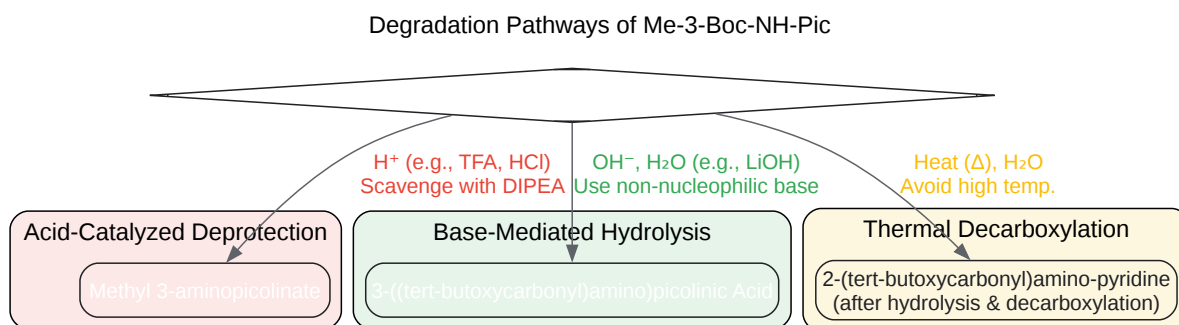 Degradation Pathways of Me-3-Boc-NH-Pic
H⁺ (e.g., TFA, HCl)
Scavenge with DIPEA
OH⁻, H₂O (e.g., LiOH)
Use non-nucleophilic base
Heat (Δ), H₂O
Avoid high temp.
Acid-Catalyzed Deprotection
Methyl 3-aminopicolinate
Base-Mediated Hydrolysis
3-((tert-butoxycarbonyl)amino)picolinic Acid
Thermal Decarboxylation
2-(tert-butoxycarbonyl)amino-pyridine
(after hydrolysis & decarboxylation)